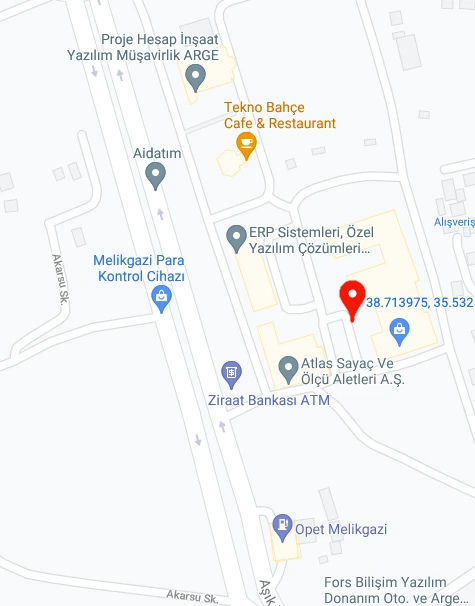 Proje Hesap İnşaat
Yazılım Müşavirlik ARGE
Tekno Bahçe
Cafe & Restaurant
Aidatım
Alışveriş
ERP Sistemleri, Özel
Yazılım Çözümleri...
Akarsu Sk.
Melikgazi Para
Kontrol Cihazı
38.713975, 35.532
Atlas Sayaç Ve
Ölçü Aletleri A.Ş.
Ziraat Bankası ATM
Opet Melikgazi
Fors Bilişim Yazılım
Donanım Oto. ve Arge...
Akarsu Sk.
Aşık